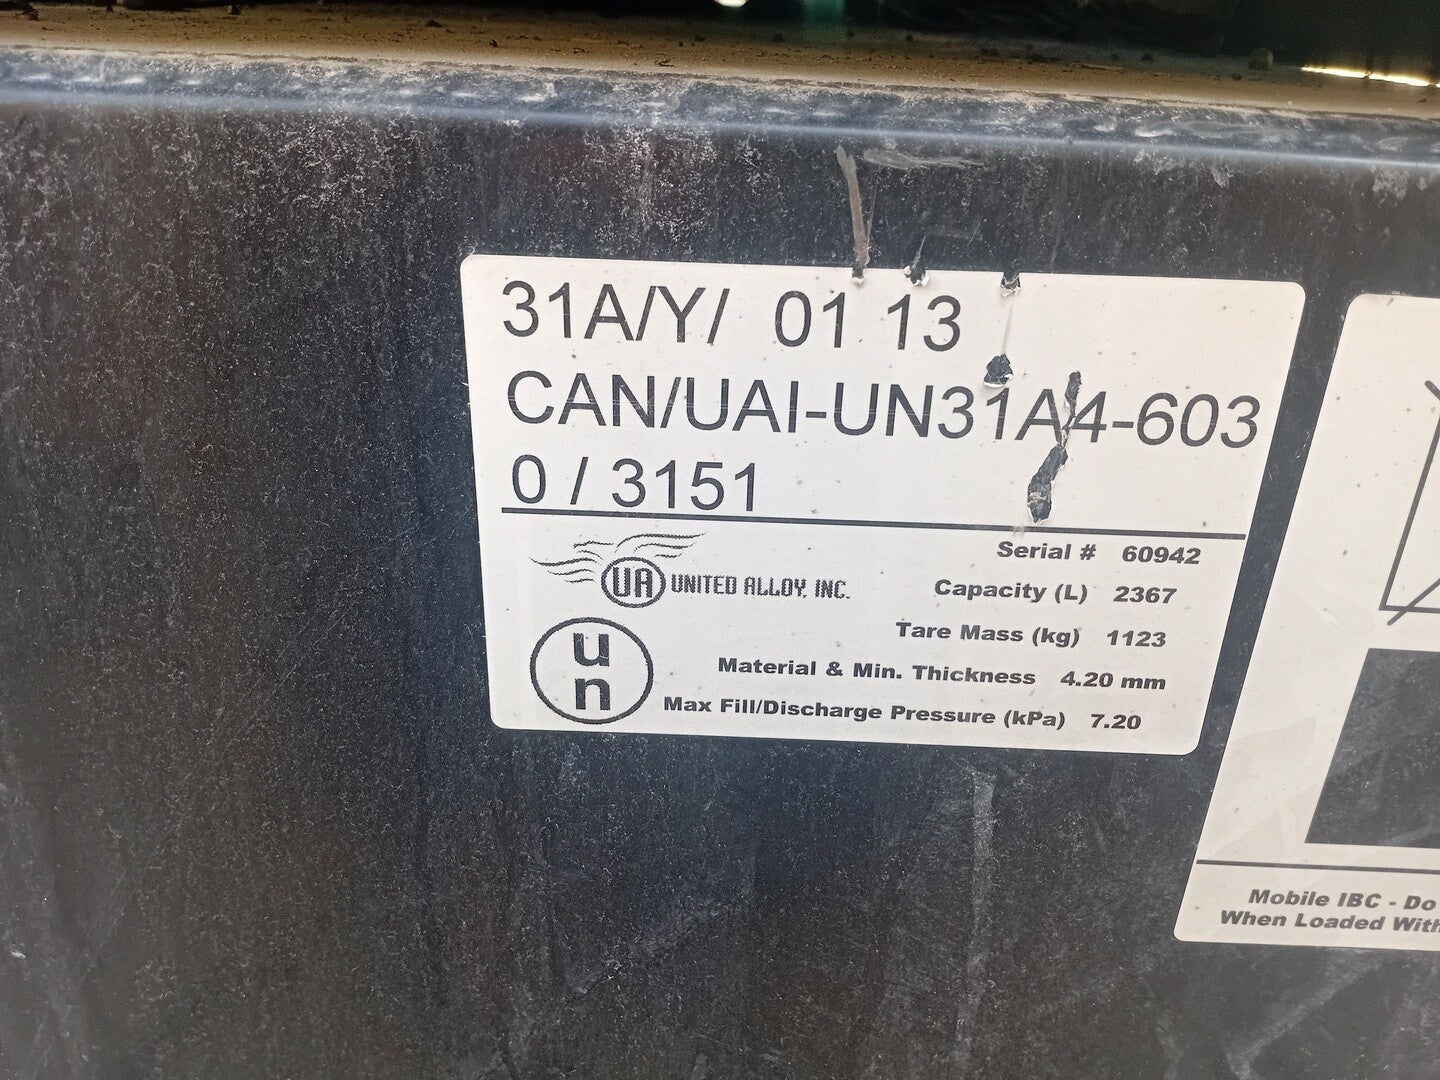 31A/Y/ 01 13
CAN/UAI-UN31A4-603
0 / 3151
Serial # 60942
UA UNITED ALLOY, INC.
Capacity (L) 2367
Tare Mass (kg) 1123
Material & Min. Thickness 4.20 mm
Max Fill/Discharge Pressure (kPa) 7.20
u
n
Mobile IBC - Do
When Loaded With